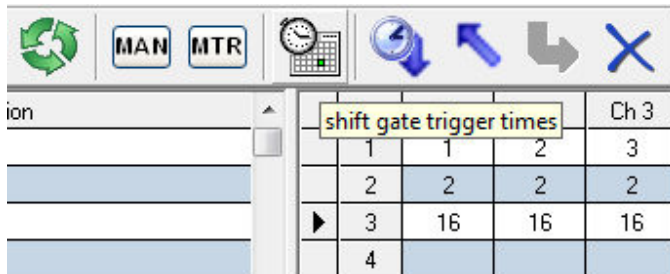 MAN MTR
ion Ch 3
shift gate trigger times
1 1 2 3
2 2 2 2
3 16 16 16
4